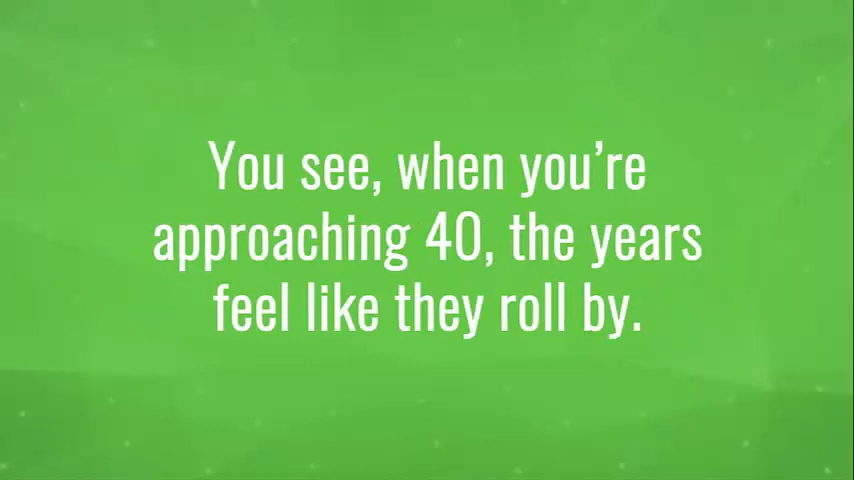 You see, when you’re
approaching 40, the years
feel like they roll by.